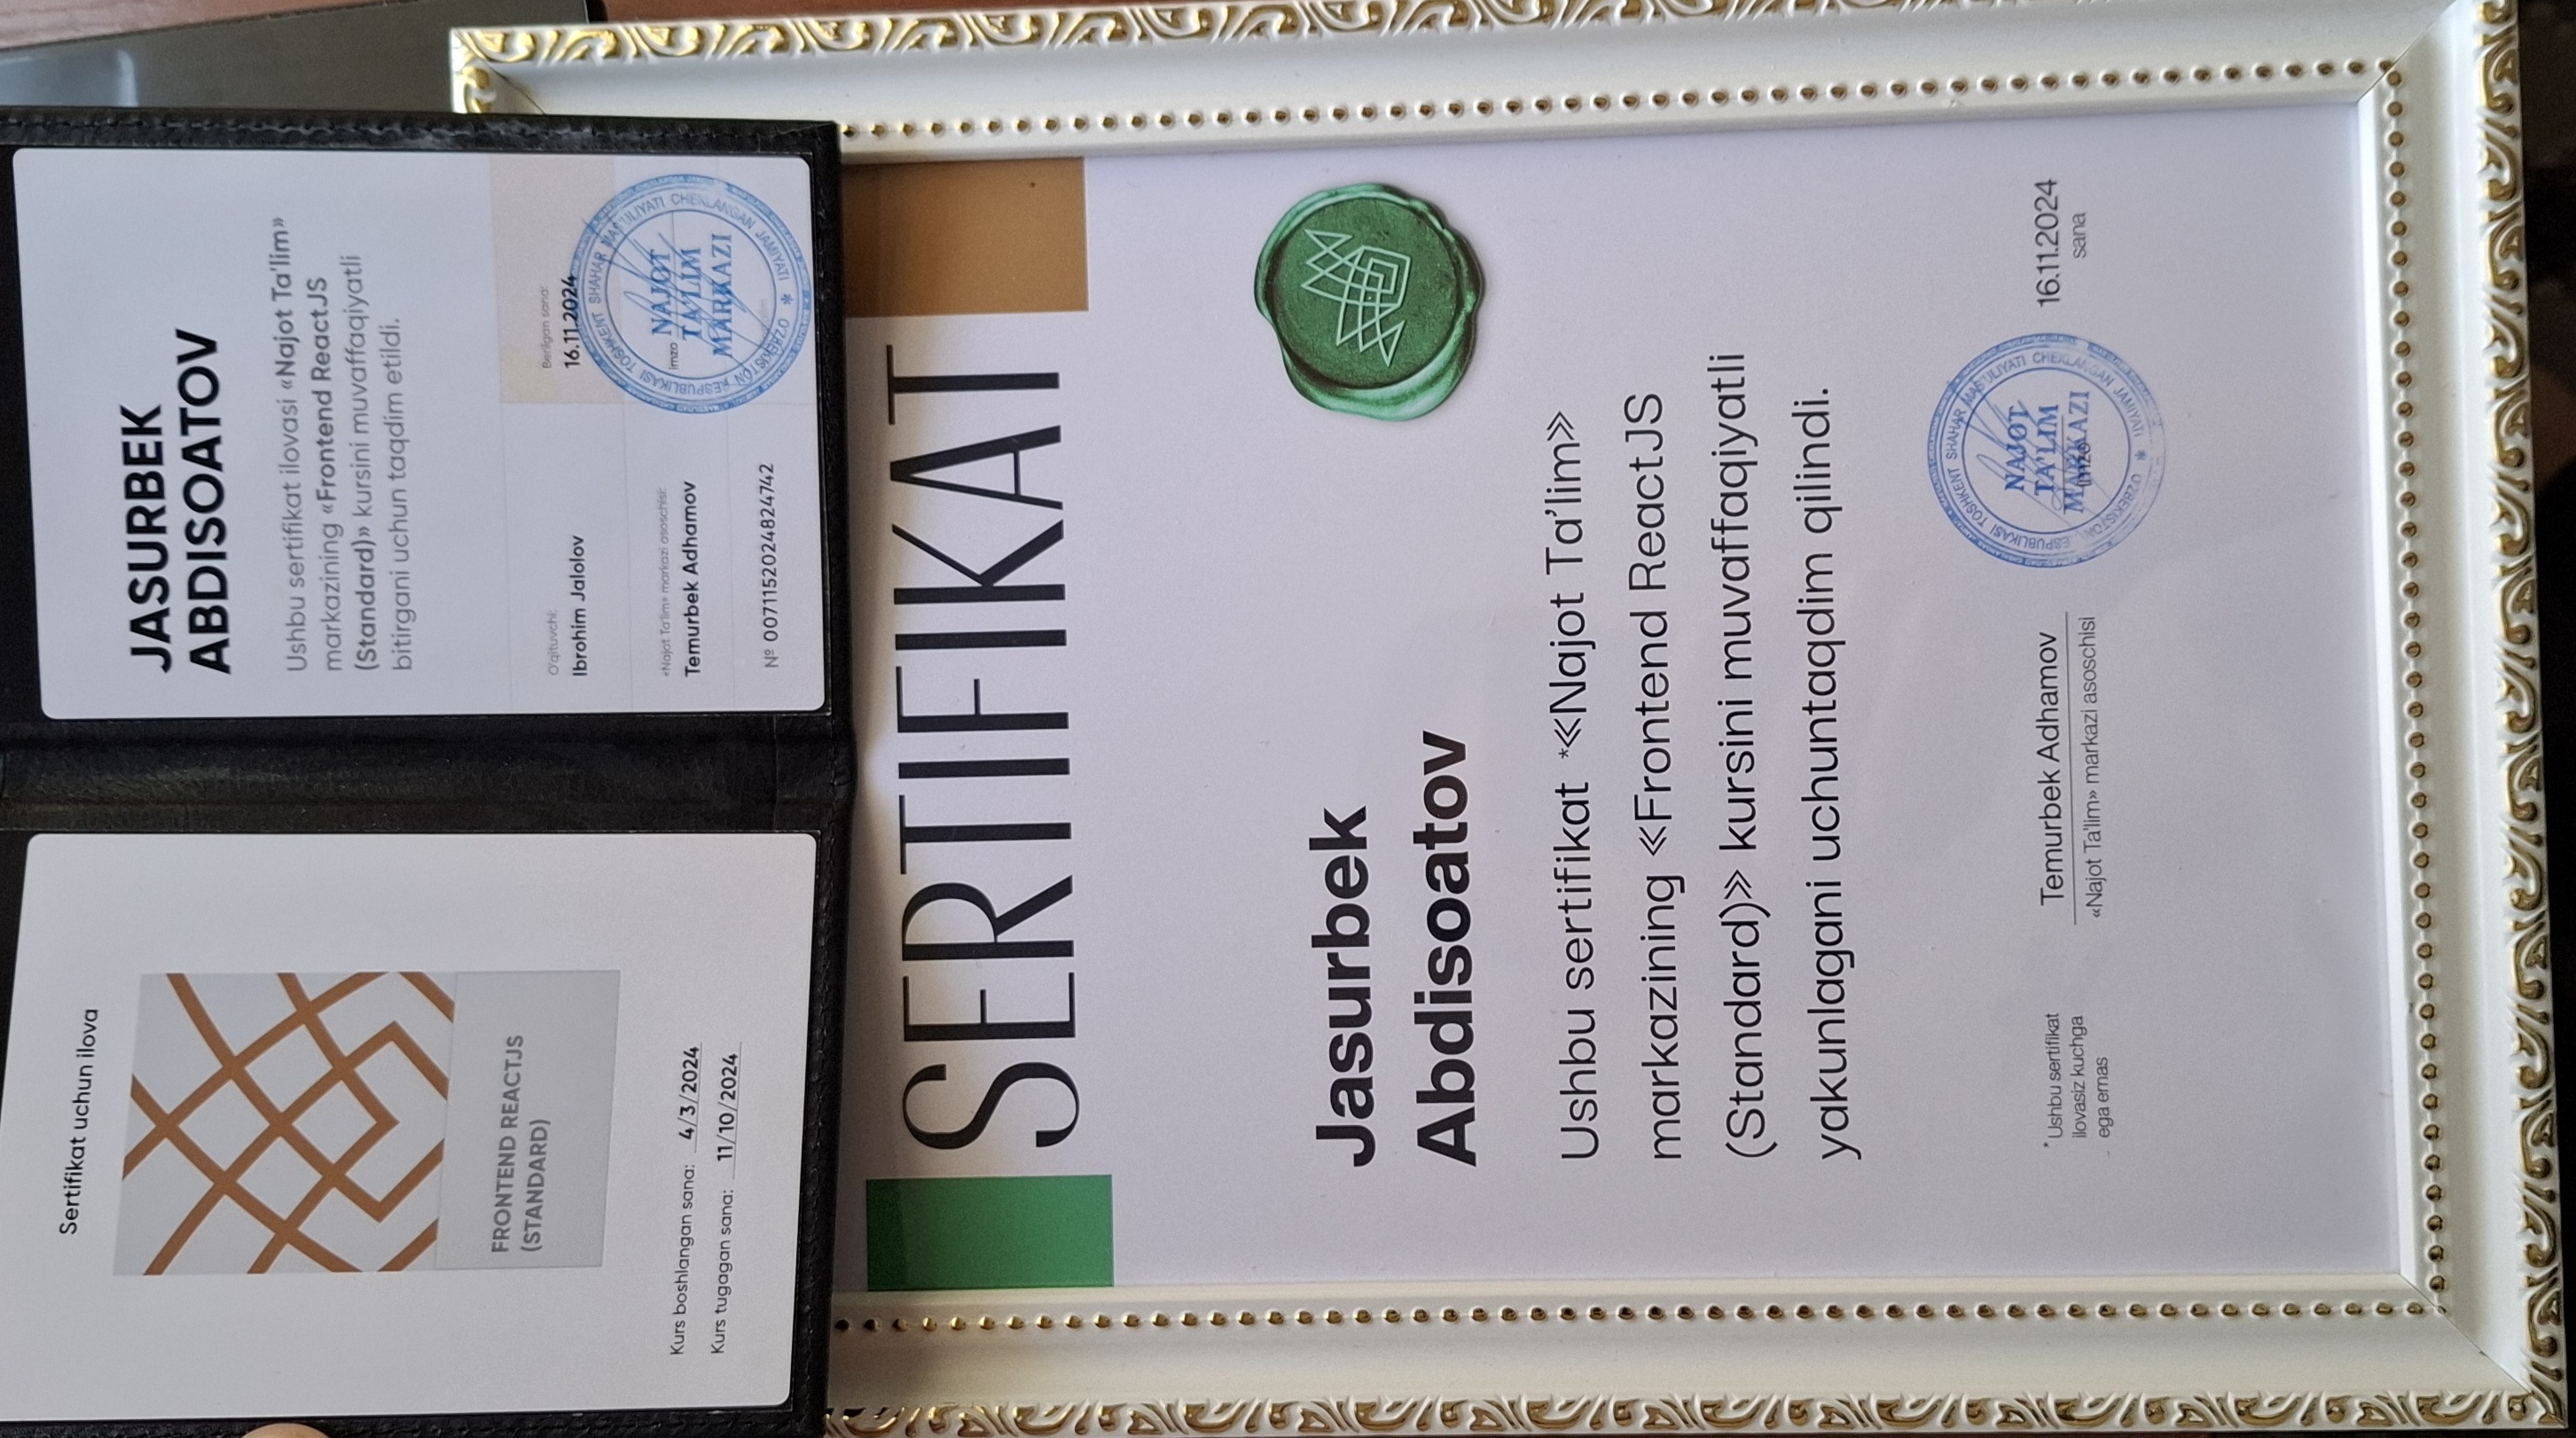 Sertifikat uchun ilova
FRONTEND REACTJS
(STANDARD)
Kurs boshlangan sana: 4/3/2024
Kurs tugagan sana: 11/10/2024
JASURBEK
ABDISOATOV
Ushbu sertifikat ilovasi «Najot Ta'lim»
markazining «Frontend ReactJS
(Standard)» kursini muvaffaqiyatli
bitirgani uchun taqdim etildi.
O'qituvchi:
Ibrohim Jalolov
Berilgan sana:
16.11.2024
«Najot Ta'lim» markazi asoschisi:
Temurbek Adhamov
imzo
№ 00711520248824742
NAJOT
TA'LIM
MARKAZI
TOSHKENT SHAHAR MAS'ULIYATI CHEKLANGAN JAMIYATI
SERTIFIKAT
Jasurbek
Abdisoatov
Ushbu sertifikat *«Najot Ta'lim»
markazining «Frontend ReactJS
(Standard)» kursini muvaffaqiyatli
yakunlagani uchuntaqdim qilindi.
*Ushbu sertifikat
ilovasiz kuchga
ega emas
Temurbek Adhamov
«Najot Ta'lim» markazi asoschisi
NAJOT
TA'LIM
MARKAZI
TOSHKENT SHAHAR MAS'ULIYATI CHEKLANGAN JAMIYATI
16.11.2024
sana